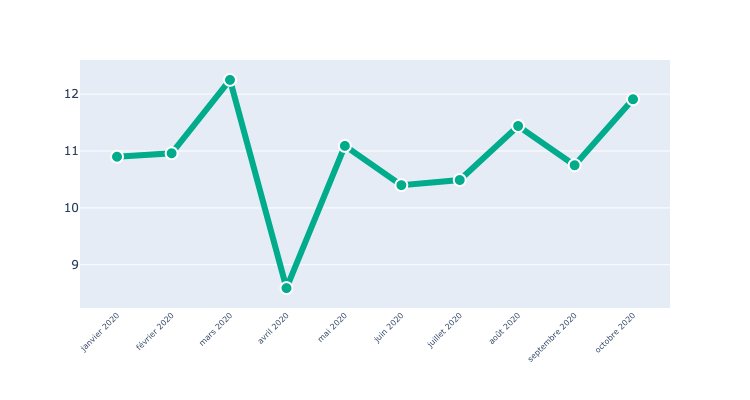 12
11
10
9
janvier 2020
février 2020
mars 2020
avril 2020
mai 2020
juin 2020
juillet 2020
août 2020
septembre 2020
octobre 2020